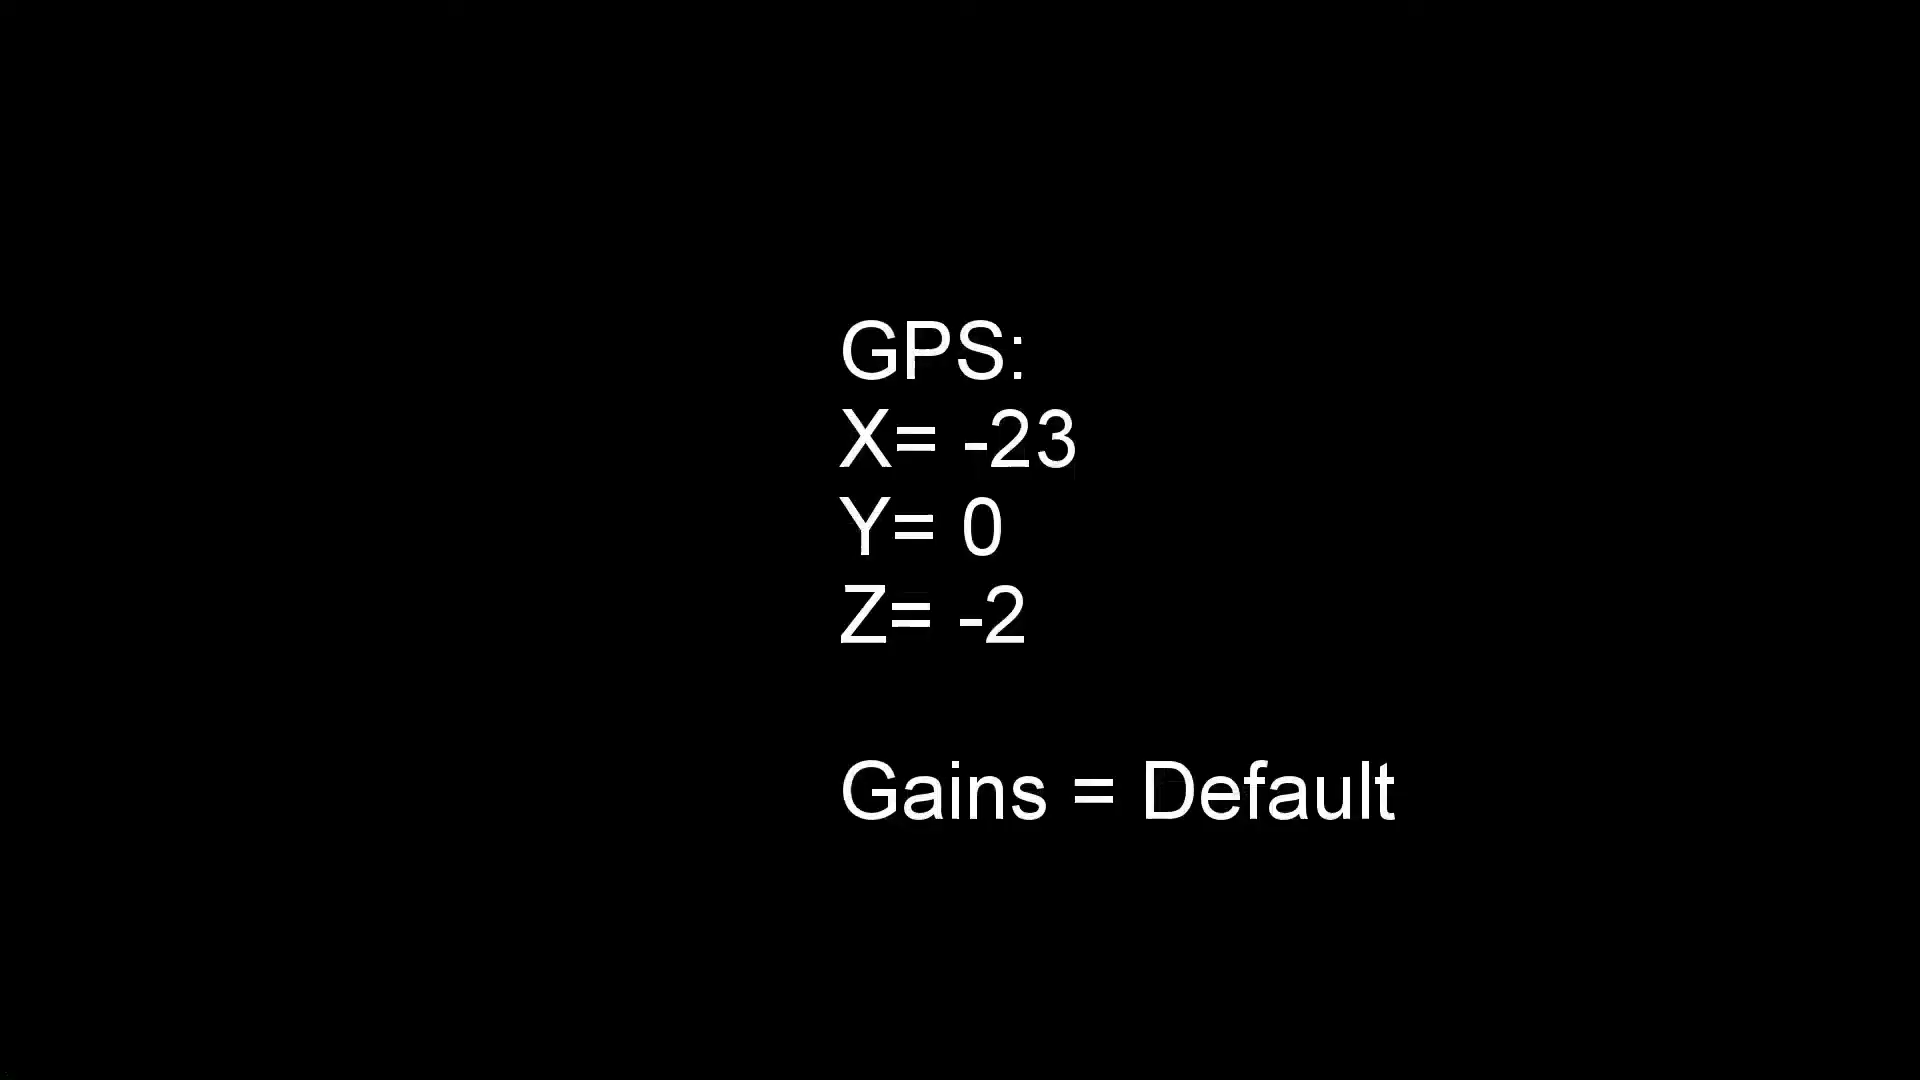 GPS:
X= -23
Y= 0
Z= -2
Gains = Default